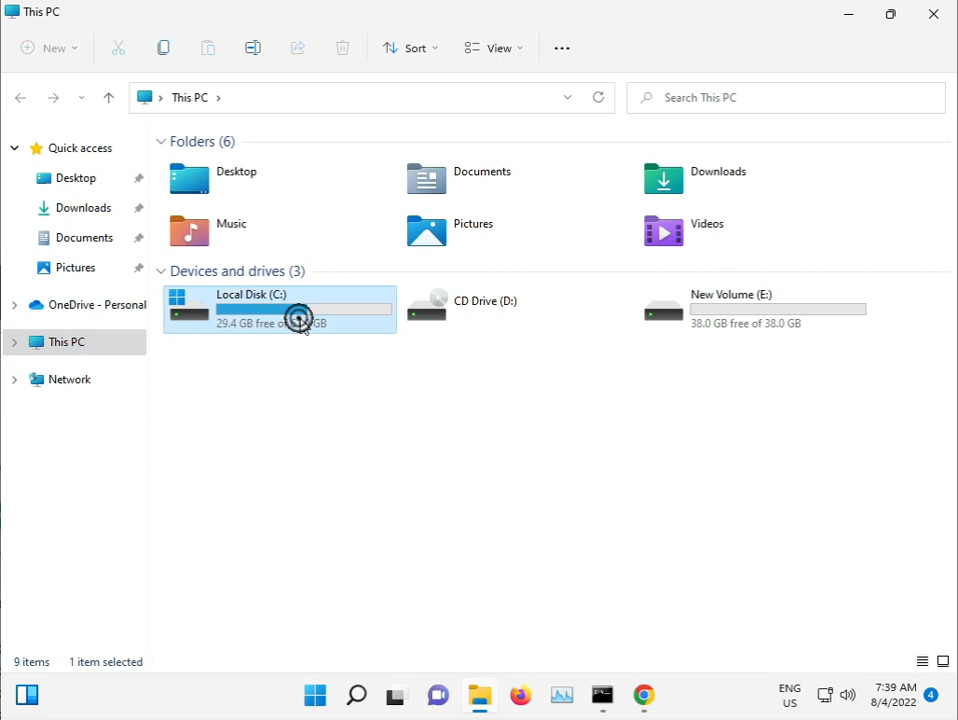 This PC
New
Sort
View
This PC
Search This PC
Quick access
Desktop
Downloads
Documents
Pictures
OneDrive - Personal
This PC
Network
Folders (6)
Desktop
Documents
Downloads
Music
Pictures
Videos
Devices and drives (3)
Local Disk (C:)
29.4 GB free of GB
CD Drive (D:)
New Volume (E:)
38.0 GB free of 38.0 GB
9 items
1 item selected
ENG
US
7:39 AM
8/4/2022
4